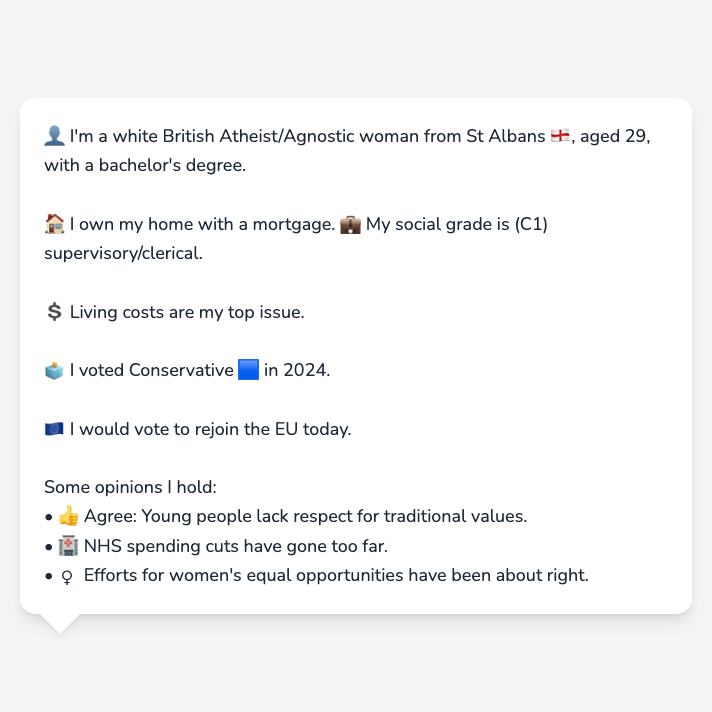 👤 I'm a white British Atheist/Agnostic woman from St Albans 🏴󠁧󠁢󠁥󠁮󠁧󠁿, aged 29,
with a bachelor's degree.
🏠 I own my home with a mortgage. 💼 My social grade is (C1)
supervisory/clerical.
💲 Living costs are my top issue.
🗳️ I voted Conservative 🟦 in 2024.
🇪🇺 I would vote to rejoin the EU today.
Some opinions I hold:
• 👍 Agree: Young people lack respect for traditional values.
• 🏥 NHS spending cuts have gone too far.
• ♀ Efforts for women's equal opportunities have been about right.